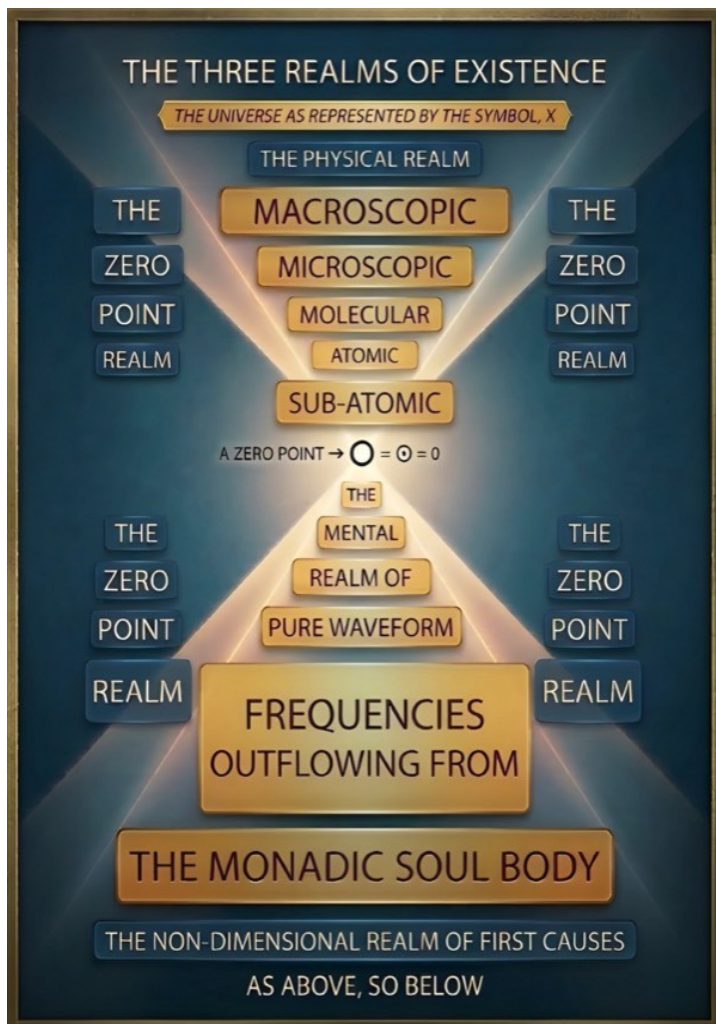 THE THREE REALMS OF EXISTENCE
THE UNIVERSE AS REPRESENTED BY THE SYMBOL, X
THE PHYSICAL REALM
THE MACROSCOPIC THE
ZERO MICROSCOPIC ZERO
POINT MOLECULAR POINT
REALM ATOMIC REALM
SUB-ATOMIC
A ZERO POINT → O = ⊙ = 0
THE
THE MENTAL THE
ZERO REALM OF ZERO
POINT PURE WAVEFORM POINT
REALM FREQUENCIES REALM
OUTFLOWING FROM
THE MONADIC SOUL BODY
THE NON-DIMENSIONAL REALM OF FIRST CAUSES
AS ABOVE, SO BELOW